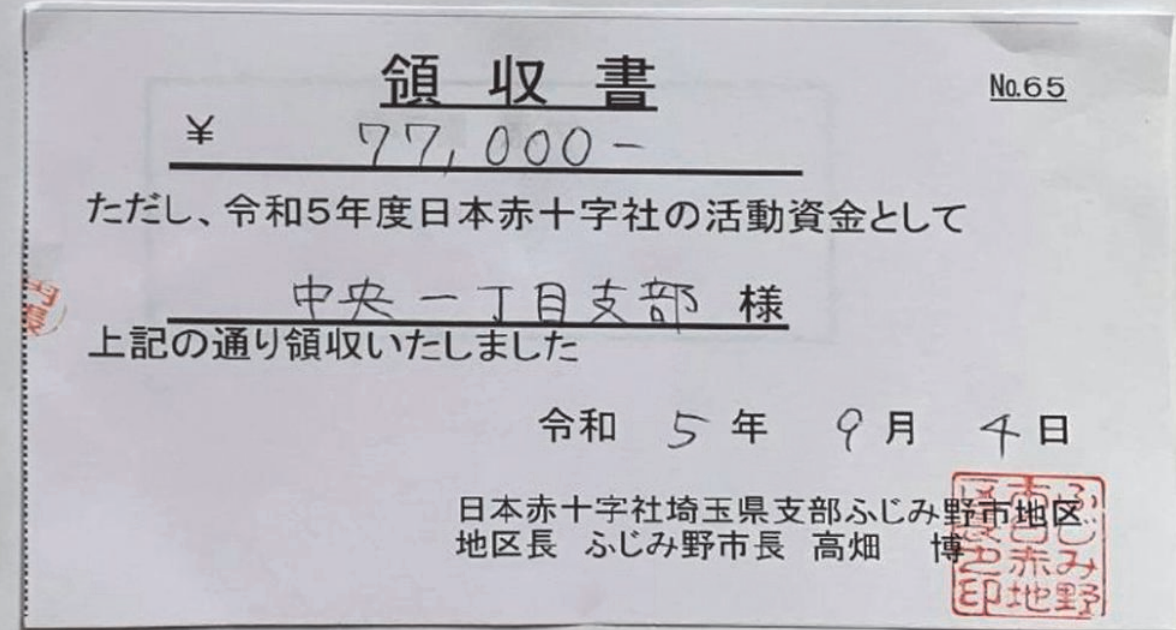 領収書
No.65
¥ 77,000-
ただし、令和5年度日本赤十字社の活動資金として
中央一丁目支部 様
上記の通り領収いたしました
令和 5 年 9 月 4 日
日本赤十字社埼玉県支部ふじみ野市地区
地区長 ふじみ野市長 高畑 博